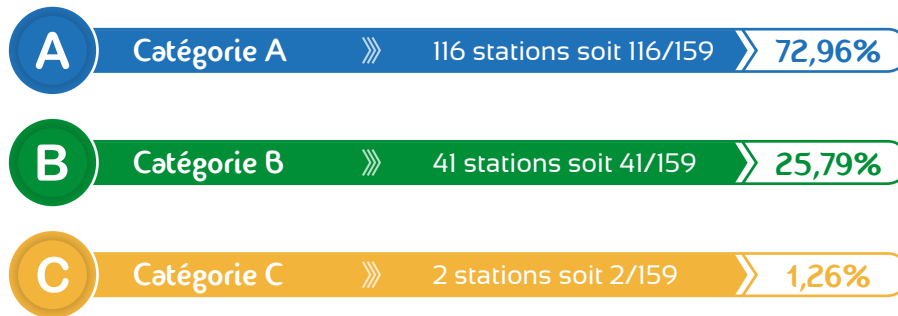 A Catégorie A 116 stations soit 116/159 72,96%
B Catégorie B 41 stations soit 41/159 25,79%
C Catégorie C 2 stations soit 2/159 1,26%